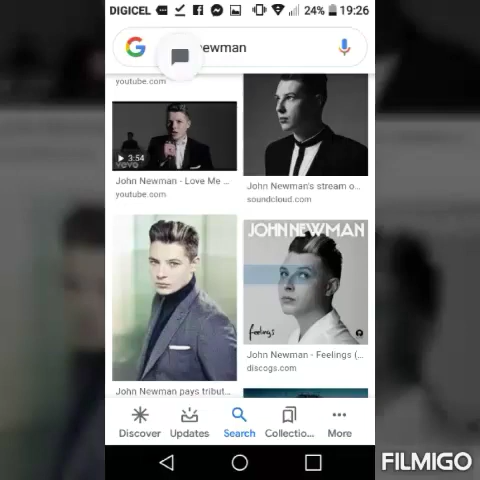 DIGICEL 24% 19:26
newman
youtube.com
3:54
vevo
John Newman - Love Me ...
youtube.com
John Newman's stream o...
soundcloud.com
JOHN NEWMAN
feelings
John Newman - Feelings (...
discogs.com
John Newman pays tribut...
Discover Updates Search Collectio... More
FILMIGO